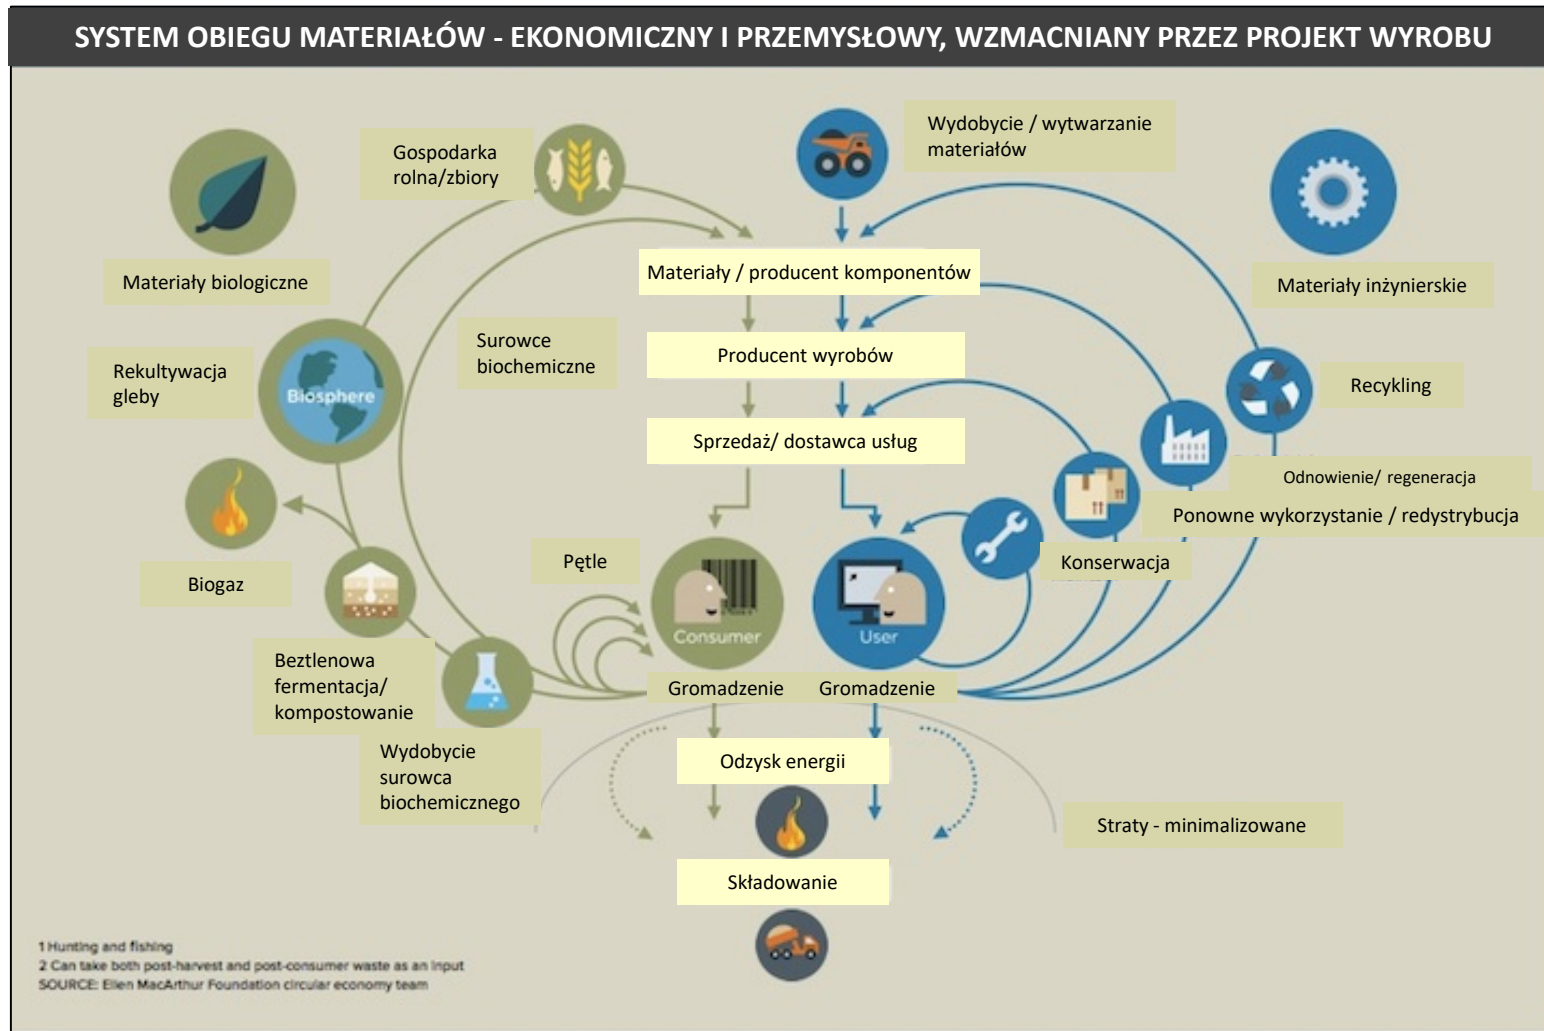 SYSTEM OBIEGU MATERIAŁÓW - EKONOMICZNY I PRZEMYSŁOWY, WZMACNIANY PRZEZ PROJEKT WYROBU
Gospodarka
rolna/zbiory
Wydobycie / wytwarzanie
materiałów
Materiały biologiczne
Materiały / producent komponentów
Materiały inżynierskie
Surowce
biochemiczne
Producent wyrobów
Rekultywacja
gleby
Biosphere
Recykling
Sprzedaż/ dostawca usług
Odnowienie/ regeneracja
Ponowne wykorzystanie / redystrybucja
Pętle
Konserwacja
Biogaz
Consumer
User
Beztlenowa
fermentacja/
kompostowanie
Gromadzenie
Gromadzenie
Wydobycie
surowca
biochemicznego
Odzysk energii
Straty - minimalizowane
Składowanie
1 Hunting and fishing
2 Can take both post-harvest and post-consumer waste as an input
SOURCE: Ellen MacArthur Foundation circular economy team